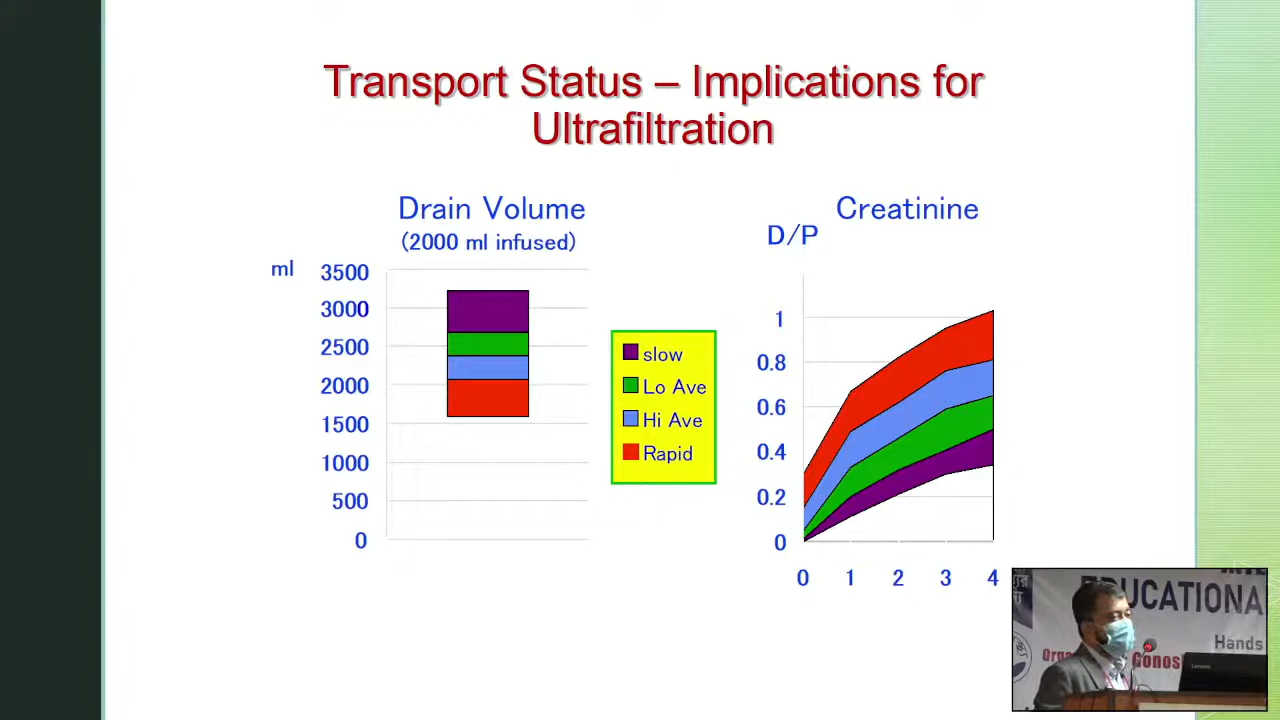 Transport Status – Implications for
Ultrafiltration
Drain Volume
(2000 ml infused)
ml
3500
3000
2500
2000
1500
1000
500
0
slow
Lo Ave
Hi Ave
Rapid
Creatinine
D/P
1
0.8
0.6
0.4
0.2
0
0 1 2 3 4
EDUCATIONA
Hands
Gonos
Lenovo